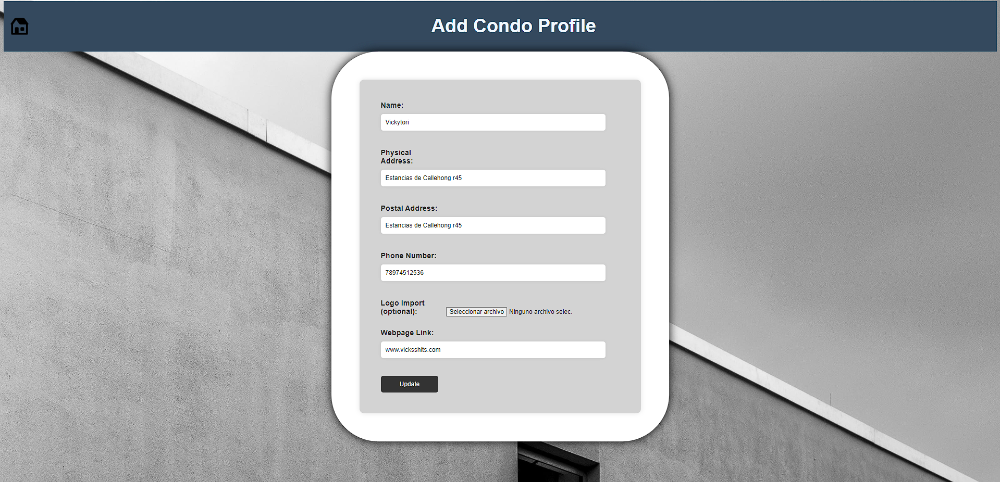 Add Condo Profile
Name:
Vickytori
Physical
Address:
Estancias de Callehong r45
Postal Address:
Estancias de Callehong r45
Phone Number:
78974512536
Logo Import
(optional):
Seleccionar archivo Ninguno archivo selec.
Webpage Link:
www.vicksshits.com
Update